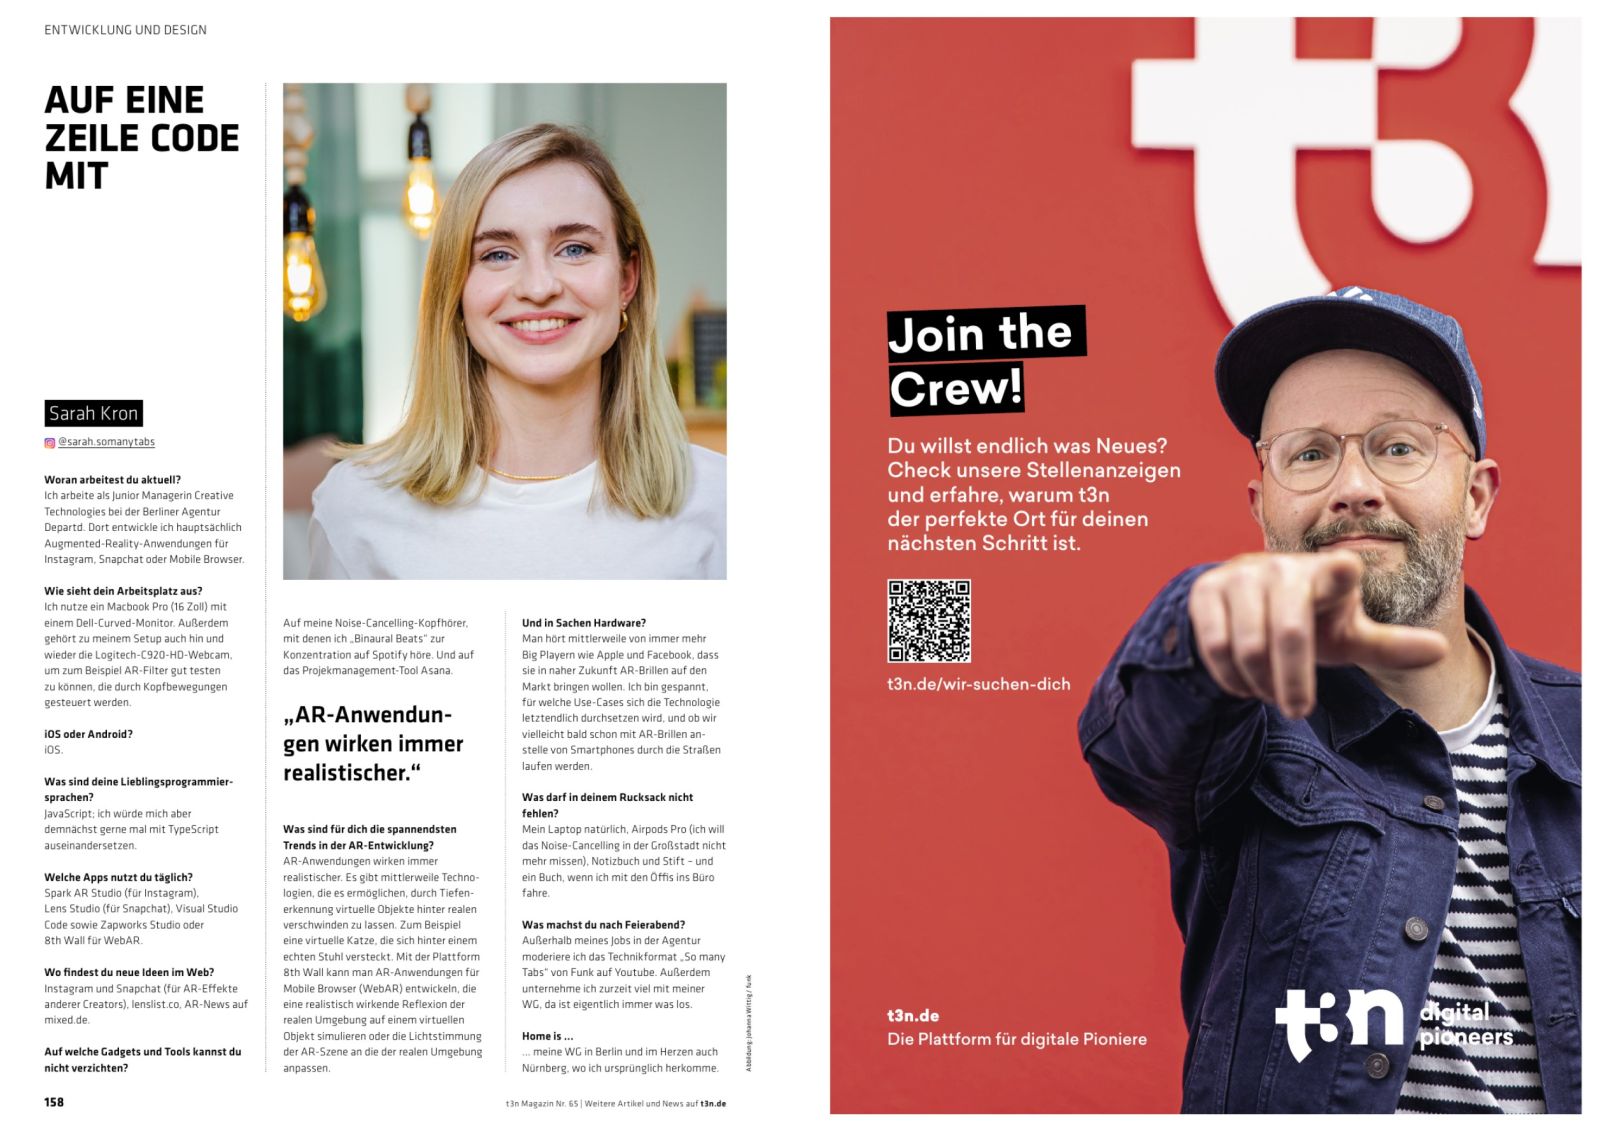 ENTWICKLUNG UND DESIGN
AUF EINE
ZEILE CODE
MIT
Sarah Kron
@sarah.somanytabs
Woran arbeitest du aktuell?
Ich arbeite als Junior Managerin Creative
Technologies bei der Berliner Agentur
Departd. Dort entwickle ich hauptsächlich
Augmented-Reality-Anwendungen für
Instagram, Snapchat oder Mobile Browser.
Wie sieht dein Arbeitsplatz aus?
Ich nutze ein Macbook Pro (16 Zoll) mit
einem Dell-Curved-Monitor. Außerdem
gehört zu meinem Setup auch hin und
wieder die Logitech-C920-HD-Webcam,
um zum Beispiel AR-Filter gut testen
zu können, die durch Kopfbewegungen
gesteuert werden.
iOS oder Android?
iOS.
Was sind deine Lieblingsprogrammier-
sprachen?
JavaScript; ich würde mich aber
demnächst gerne mal mit TypeScript
auseinandersetzen.
Welche Apps nutzt du täglich?
Spark AR Studio (für Instagram),
Lens Studio (für Snapchat), Visual Studio
Code sowie Zapworks Studio oder
8th Wall für WebAR.
Wo findest du neue Ideen im Web?
Instagram und Snapchat (für AR-Effekte
anderer Creators), lenslist.co, AR-News auf
mixed.de.
Auf welche Gadgets und Tools kannst du
nicht verzichten?
Auf meine Noise-Cancelling-Kopfhörer,
mit denen ich „Binaural Beats“ zur
Konzentration auf Spotify höre. Und auf
das Projekmanagement-Tool Asana.
„AR-Anwendun-
gen wirken immer
realistischer.“
Was sind für dich die spannendsten
Trends in der AR-Entwicklung?
AR-Anwendungen wirken immer
realistischer. Es gibt mittlerweile Techno-
logien, die es ermöglichen, durch Tiefen-
erkennung virtuelle Objekte hinter realen
verschwinden zu lassen. Zum Beispiel
eine virtuelle Katze, die sich hinter einem
echten Stuhl versteckt. Mit der Plattform
8th Wall kann man AR-Anwendungen für
Mobile Browser (WebAR) entwickeln, die
eine realistisch wirkende Reflexion der
realen Umgebung auf einem virtuellen
Objekt simulieren oder die Lichtstimmung
der AR-Szene an die der realen Umgebung
anpassen.
Und in Sachen Hardware?
Man hört mittlerweile von immer mehr
Big Playern wie Apple und Facebook, dass
sie in naher Zukunft AR-Brillen auf den
Markt bringen wollen. Ich bin gespannt,
für welche Use-Cases sich die Technologie
letztendlich durchsetzen wird, und ob wir
vielleicht bald schon mit AR-Brillen an-
stelle von Smartphones durch die Straßen
laufen werden.
Was darf in deinem Rucksack nicht
fehlen?
Mein Laptop natürlich, Airpods Pro (ich will
das Noise-Cancelling in der Großstadt nicht
mehr missen), Notizbuch und Stift – und
ein Buch, wenn ich mit den Öffis ins Büro
fahre.
Was machst du nach Feierabend?
Außerhalb meines Jobs in der Agentur
moderiere ich das Technikformat „So many
Tabs“ von Funk auf Youtube. Außerdem
unternehme ich zurzeit viel mit meiner
WG, da ist eigentlich immer was los.
Home is ...
... meine WG in Berlin und im Herzen auch
Nürnberg, wo ich ursprünglich herkomme.
Abbildung: Johanna Wittig / funk
158
t3n Magazin Nr. 65 | Weitere Artikel und News auf t3n.de
t3n
Join the
Crew!
Du willst endlich was Neues?
Check unsere Stellenanzeigen
und erfahre, warum t3n
der perfekte Ort für deinen
nächsten Schritt ist.
t3n.de/wir-suchen-dich
t3n.de
Die Plattform für digitale Pioniere
t3n digital
pioneers